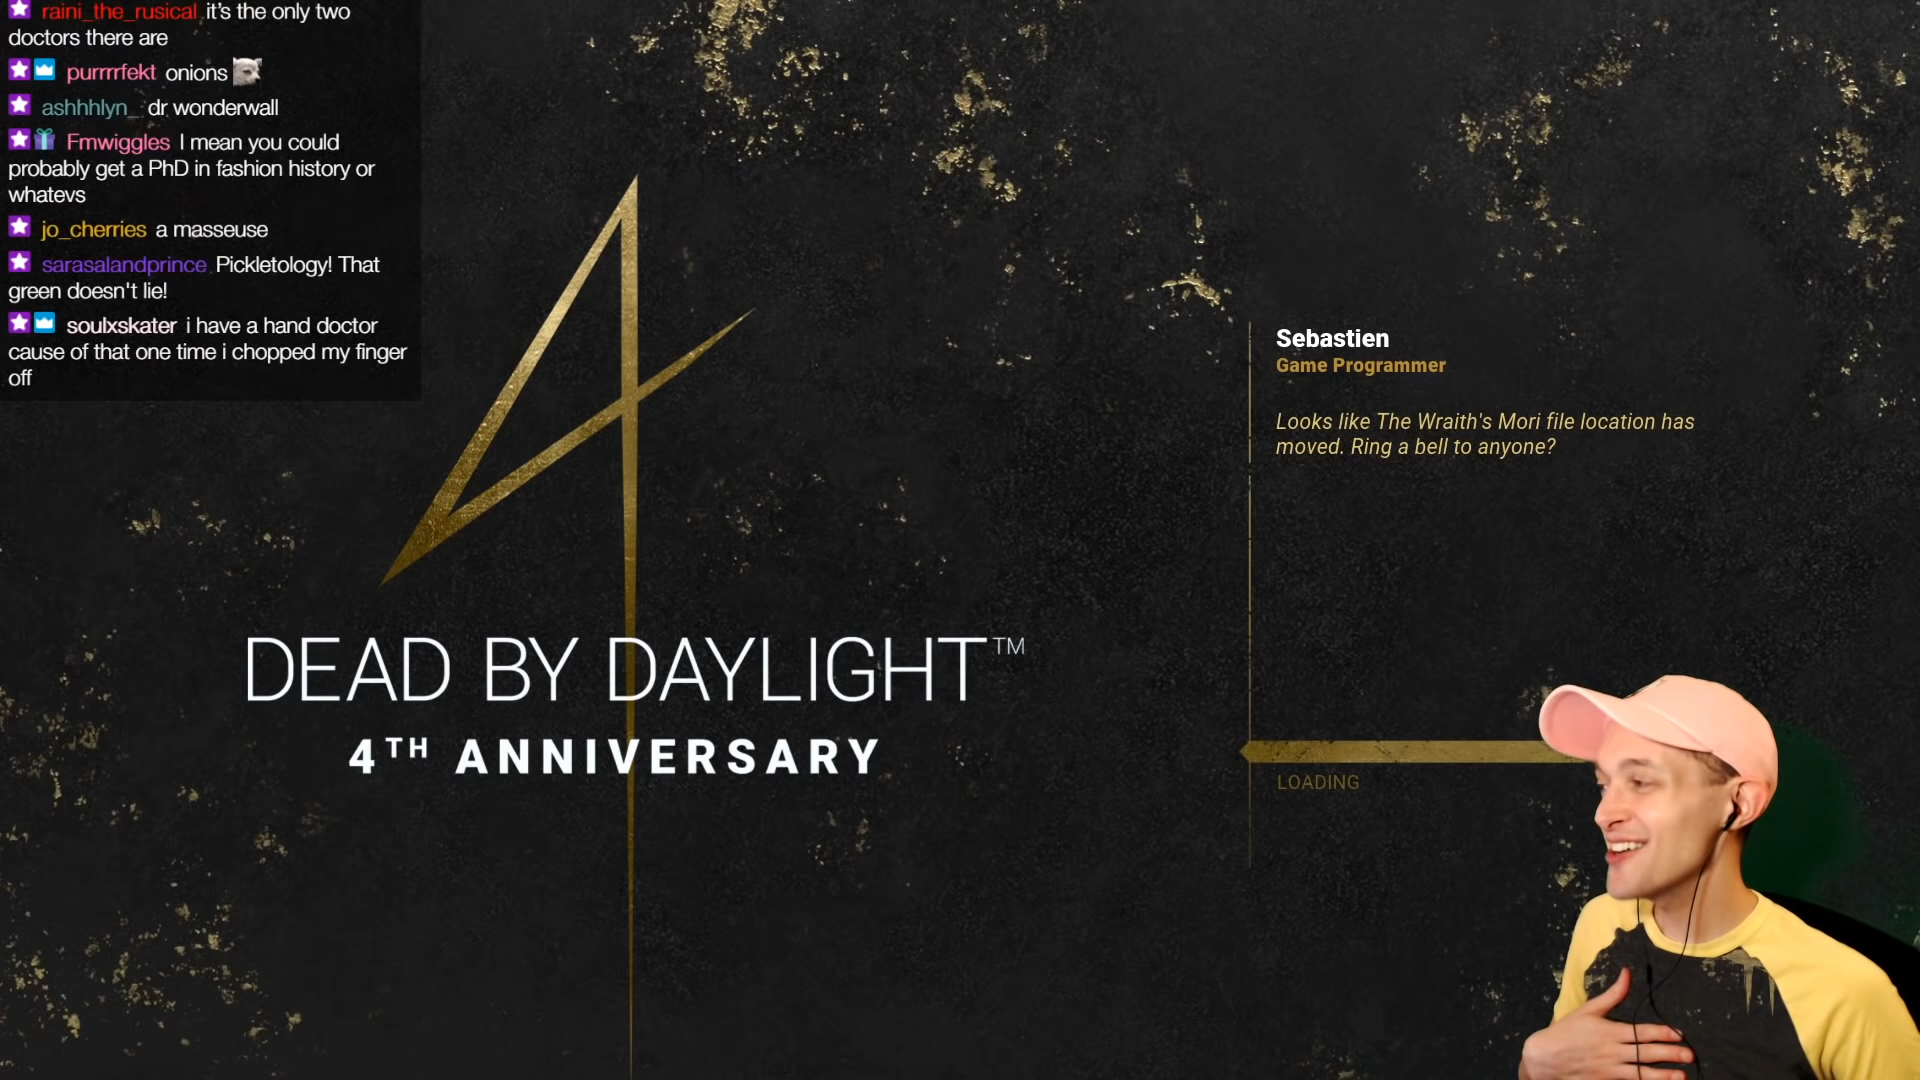 raini_the_rusical it's the only two
doctors there are
purrrrfekt onions
ashhhlyn_ dr wonderwall
Fmwiggles I mean you could
probably get a PhD in fashion history or
whatevs
jo_cherries a masseuse
sarasalandprince Pickletology! That
green doesn't lie!
soulxskater i have a hand doctor
cause of that one time i chopped my finger
off
DEAD BY DAYLIGHT™
4TH ANNIVERSARY
Sebastien
Game Programmer
Looks like The Wraith's Mori file location has
moved. Ring a bell to anyone?
LOADING